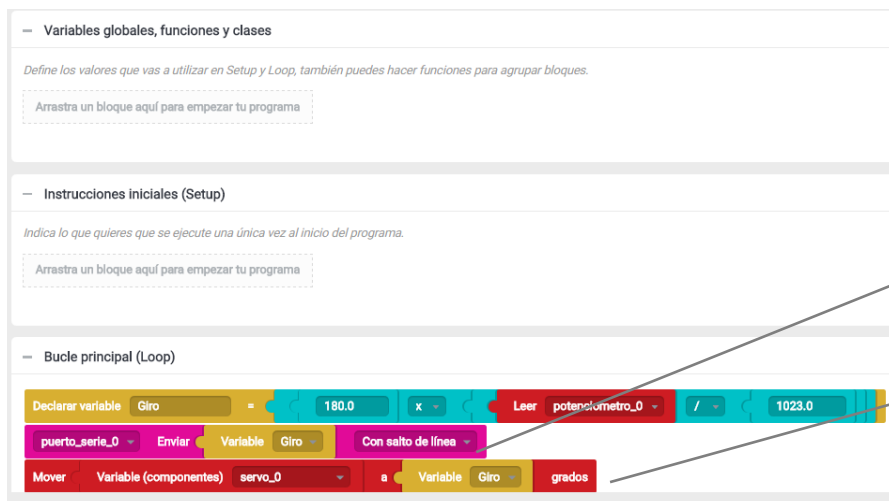 Variables globales, funciones y clases
Define los valores que vas a utilizar en Setup y Loop, también puedes hacer funciones para agrupar bloques.
Arrastra un bloque aquí para empezar tu programa
Instrucciones iniciales (Setup)
Indica lo que quieres que se ejecute una única vez al inicio del programa.
Arrastra un bloque aquí para empezar tu programa
Bucle principal (Loop)
Declarar variable Giro = 180.0 x Leer potenciometro_0 / 1023.0
puerto_serie_0 Enviar Variable Giro Con salto de línea
Mover Variable (componentes) servo_0 a Variable Giro grados